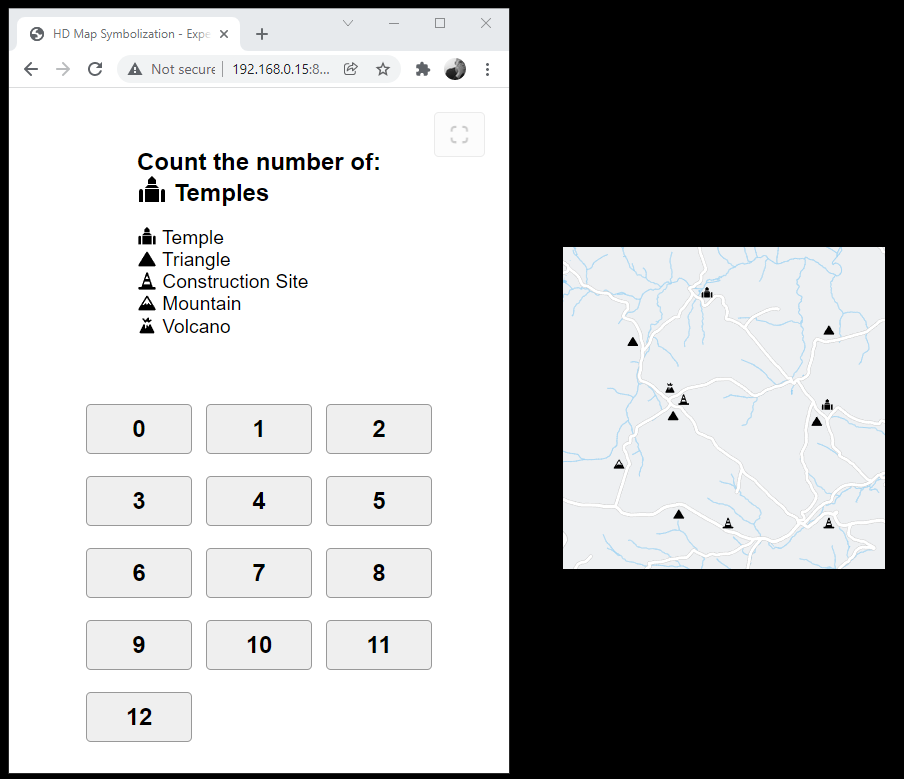 HD Map Symbolization - Expe
Not secure | 192.168.0.15:8...
Count the number of:
Temples
Temple
Triangle
Construction Site
Mountain
Volcano
0 1 2
3 4 5
6 7 8
9 10 11
12